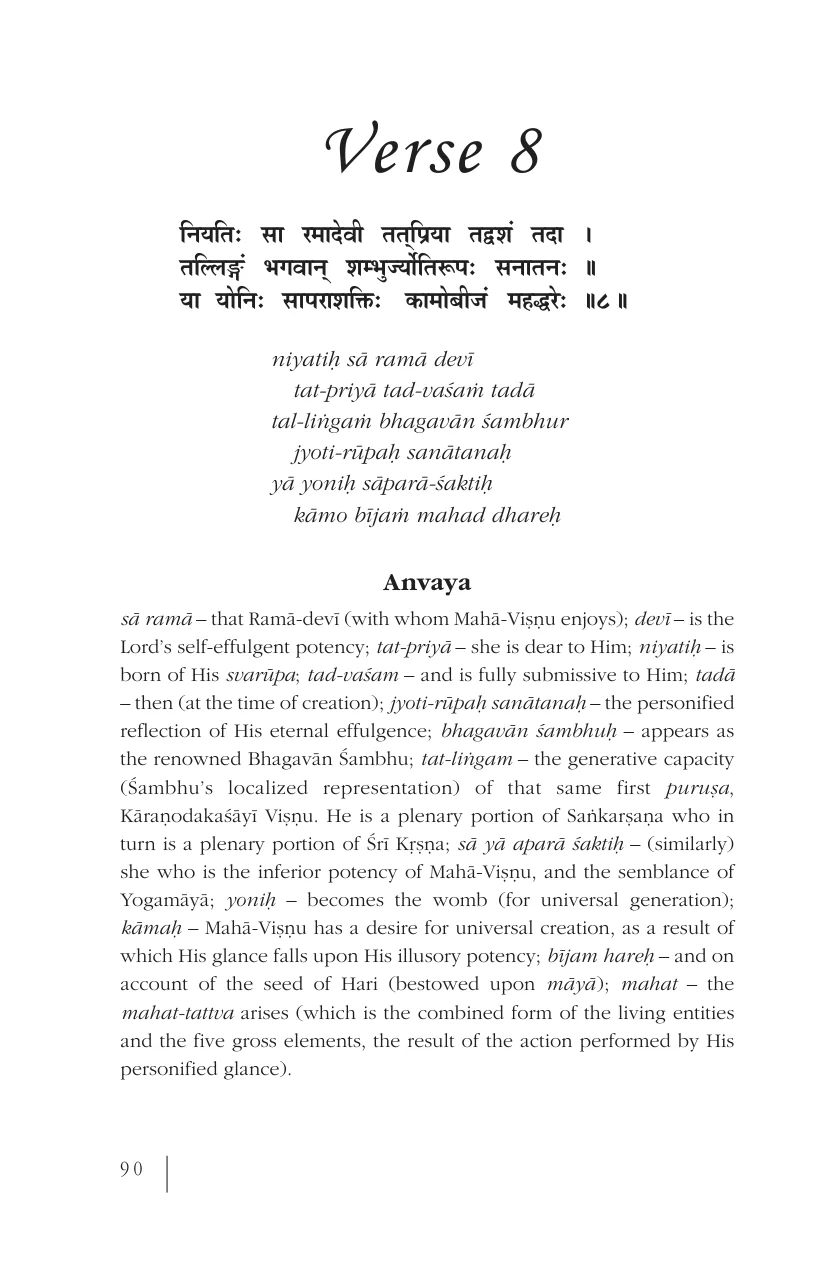 Verse 8
नियतिः सा रमादेवी तत्‌प्रिया तद्वशं तदा ।
तल्लिङ्गं भगवान् शम्भुर्ज्योतिरूपः सनातनः ॥
या योनिः सापराशक्तिः कामोबीजं महद्धरेः ॥८॥
niyatiḥ sā ramā devī
tat-priyā tad-vaśaṁ tadā
tal-liṅgaṁ bhagavān śambhur
jyoti-rūpaḥ sanātanaḥ
yā yoniḥ sāparā-śaktiḥ
kāmo bījaṁ mahad dhareḥ
Anvaya
sā ramā – that Ramā-devī (with whom Mahā-Viṣṇu enjoys); devī – is the
Lord’s self-effulgent potency; tat-priyā – she is dear to Him; niyatiḥ – is
born of His svarūpa; tad-vaśam – and is fully submissive to Him; tadā
– then (at the time of creation); jyoti-rūpaḥ sanātanaḥ – the personified
reflection of His eternal effulgence; bhagavān śambhuḥ – appears as
the renowned Bhagavān Śambhu; tat-liṅgam – the generative capacity
(Śambhu’s localized representation) of that same first puruṣa,
Kāraṇodakaśāyī Viṣṇu. He is a plenary portion of Saṅkarṣaṇa who in
turn is a plenary portion of Śrī Kṛṣṇa; sā yā aparā śaktiḥ – (similarly)
she who is the inferior potency of Mahā-Viṣṇu, and the semblance of
Yogamāyā; yoniḥ – becomes the womb (for universal generation);
kāmaḥ – Mahā-Viṣṇu has a desire for universal creation, as a result of
which His glance falls upon His illusory potency; bījam hareḥ – and on
account of the seed of Hari (bestowed upon māyā); mahat – the
mahat-tattva arises (which is the combined form of the living entities
and the five gross elements, the result of the action performed by His
personified glance).
90